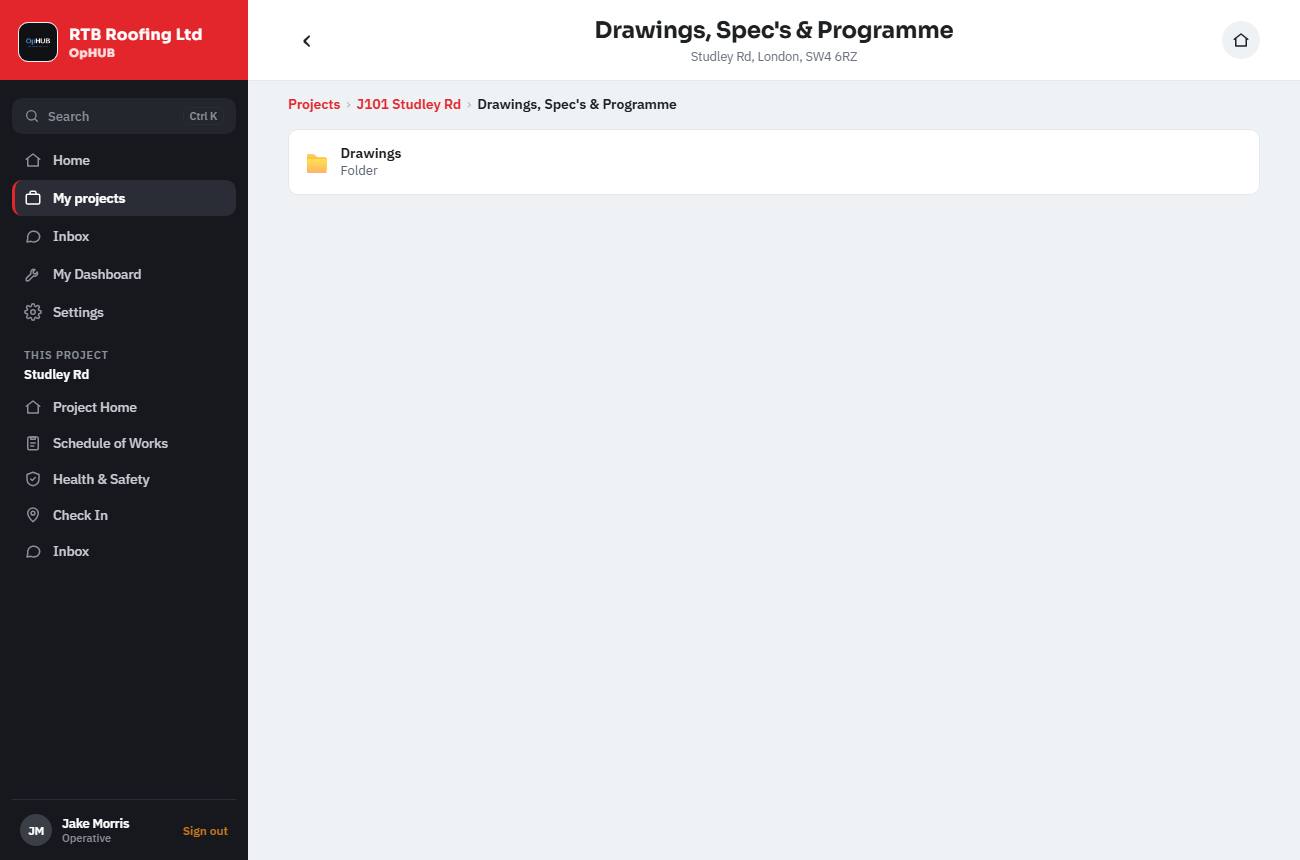 OpHUB
RTB Roofing Ltd
OpHUB
Search
Ctrl K
Home
My projects
Inbox
My Dashboard
Settings
THIS PROJECT
Studley Rd
Project Home
Schedule of Works
Health & Safety
Check In
Inbox
JM
Jake Morris
Operative
Sign out
Drawings, Spec's & Programme
Studley Rd, London, SW4 6RZ
Projects › J101 Studley Rd › Drawings, Spec's & Programme
Drawings
Folder